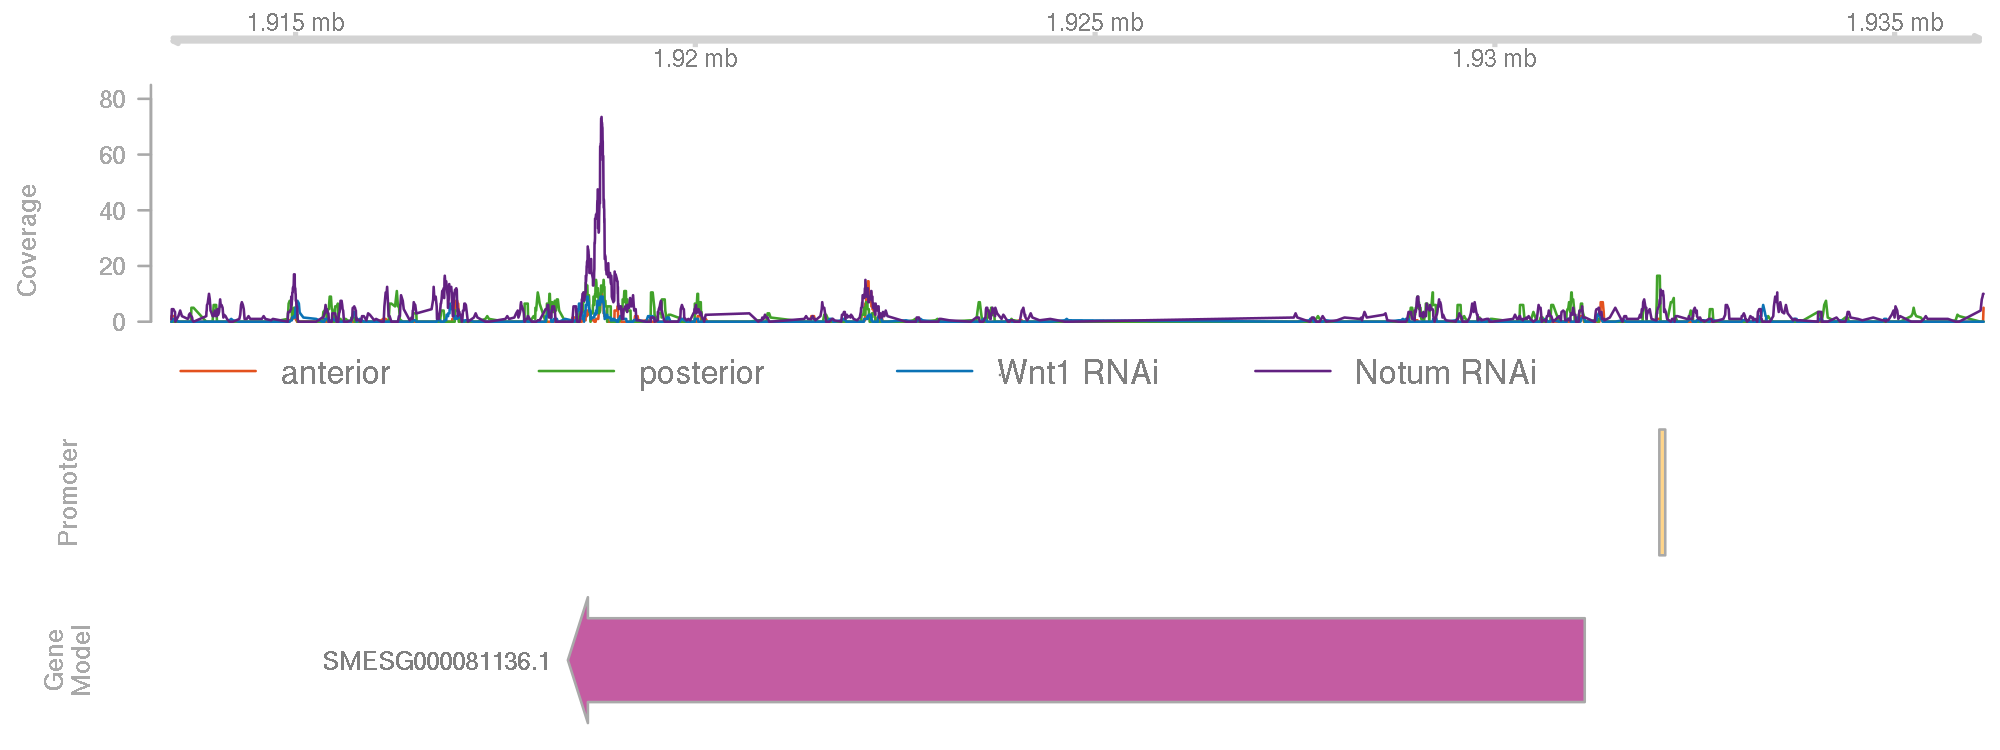 1.915 mb 1.925 mb 1.935 mb
1.92 mb 1.93 mb
80
60
40
20
0
Coverage
anterior posterior Wnt1 RNAi Notum RNAi
Promoter
Gene
Model
SMESG000081136.1